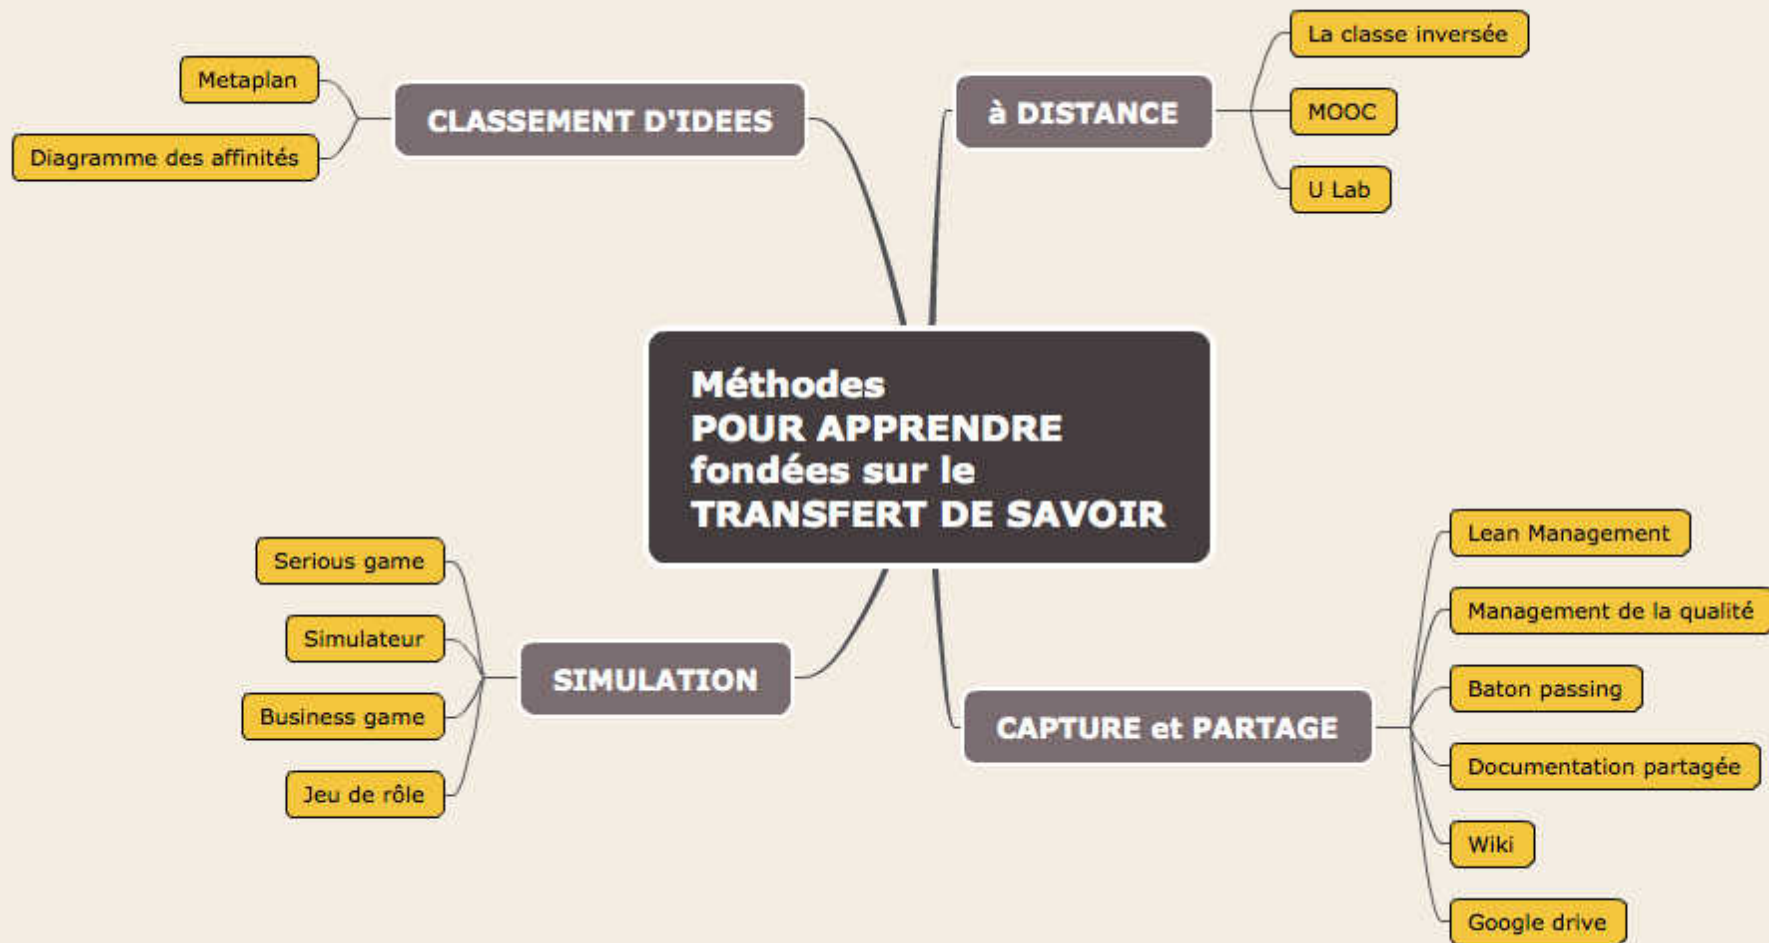 Méthodes
POUR APPRENDRE
fondées sur le
TRANSFERT DE SAVOIR
CLASSEMENT D'IDEES
Metaplan
Diagramme des affinités
à DISTANCE
La classe inversée
MOOC
U Lab
SIMULATION
Serious game
Simulateur
Business game
Jeu de rôle
CAPTURE et PARTAGE
Lean Management
Management de la qualité
Baton passing
Documentation partagée
Wiki
Google drive